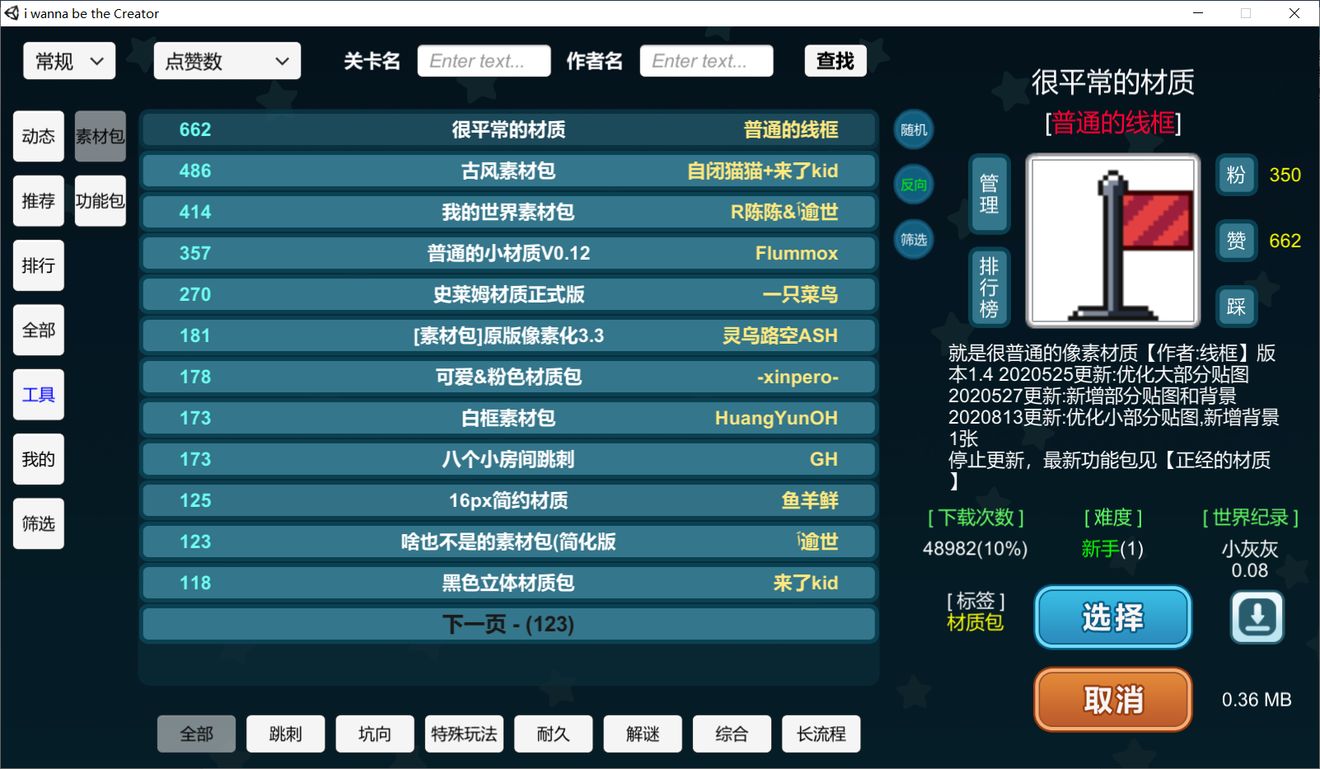 i wanna be the Creator
常规
点赞数
关卡名
Enter text...
作者名
Enter text...
查找
动态
素材包
推荐
功能包
排行
全部
工具
我的
筛选
662 很平常的材质 普通的线框
486 古风素材包 自闭猫猫+来了kid
414 我的世界素材包 R陈陈&逾世
357 普通的小材质V0.12 Flummox
270 史莱姆材质正式版 一只菜鸟
181 [素材包]原版像素化3.3 灵乌路空ASH
178 可爱&粉色材质包 -xinpero-
173 白框素材包 HuangYunOH
173 八个小房间跳刺 GH
125 16px简约材质 鱼羊鲜
123 啥也不是的素材包(简化版 逾世
118 黑色立体材质包 来了kid
下一页 - (123)
随机
反向
筛选
全部
跳刺
坑向
特殊玩法
耐久
解谜
综合
长流程
很平常的材质
[普通的线框]
管理
排行榜
粉 350
赞 662
踩
就是很普通的像素材质【作者:线框】版
本1.4 2020525更新:优化大部分贴图
2020527更新:新增部分贴图和背景
2020813更新:优化小部分贴图,新增背景
1张
停止更新，最新功能包见【正经的材质
】
[ 下载次数 ]
48982(10%)
[ 难度 ]
新手(1)
[ 世界纪录 ]
小灰灰
0.08
[ 标签 ]
材质包
选择
取消
0.36 MB